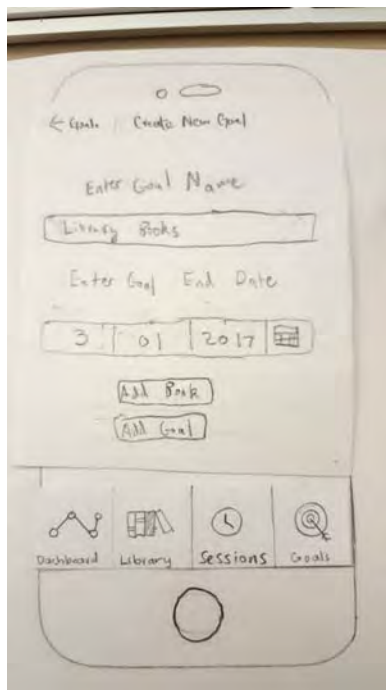 ← Goals / Create New Goal
Enter Goal Name
Library Books
Enter Goal End Date
3 01 2017
Add Book
Add Goal
Dashboard Library Sessions Goals